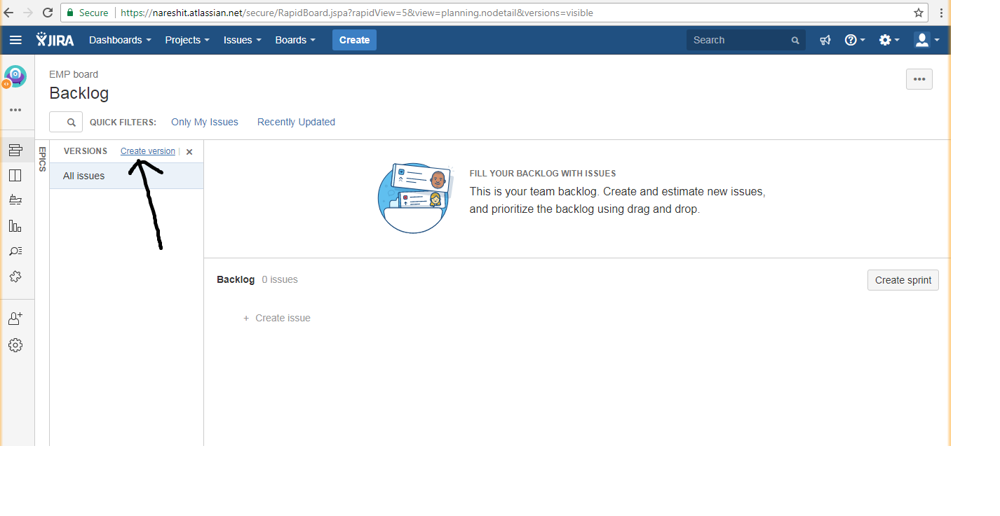 Secure https://nareshit.atlassian.net/secure/RapidBoard.jspa?rapidView=5&view=planning.nodetail&versions=visible
JIRA Dashboards Projects Issues Boards Create Search
EMP board
Backlog
QUICK FILTERS: Only My Issues Recently Updated
EPICS
VERSIONS Create version
All issues
FILL YOUR BACKLOG WITH ISSUES
This is your team backlog. Create and estimate new issues,
and prioritize the backlog using drag and drop.
Backlog 0 issues Create sprint
+ Create issue